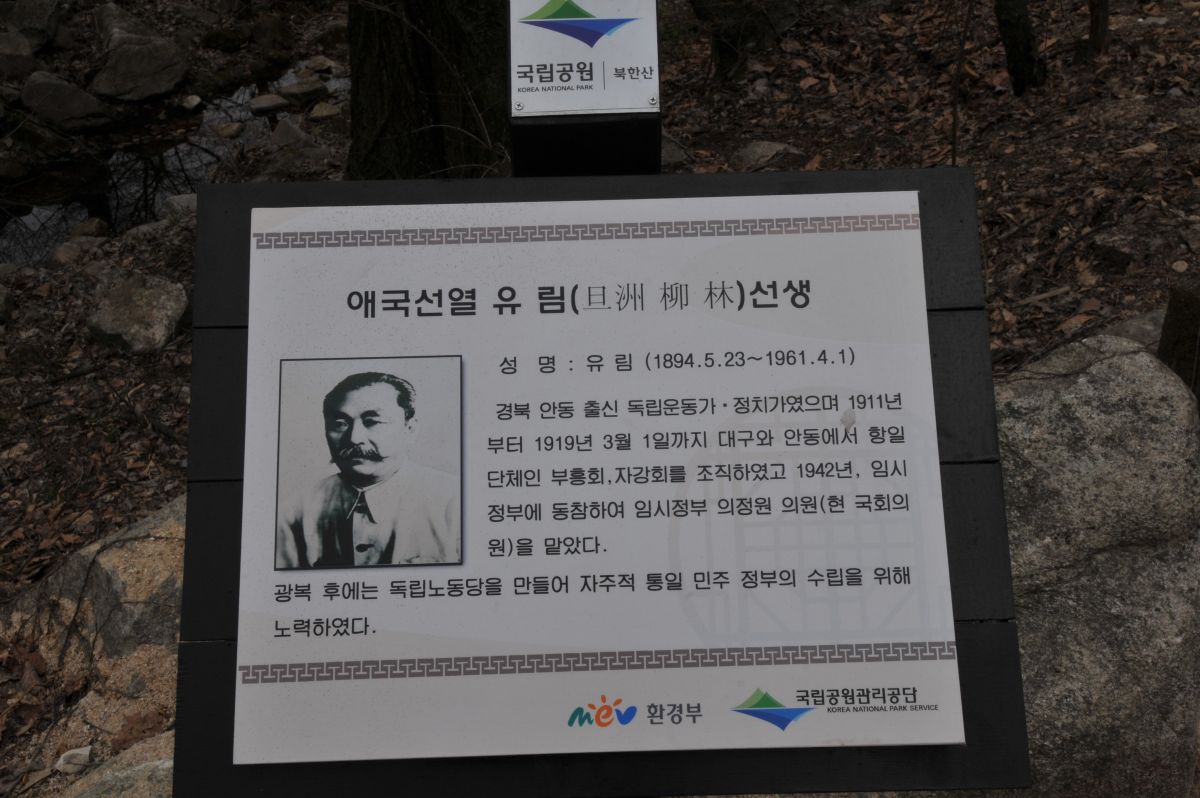 국립공원 북한산
KOREA NATIONAL PARK
애국선열 유 림(旦洲 柳 林)선생
성 명 : 유 림 (1894.5.23~1961.4.1)
경북 안동 출신 독립운동가·정치가였으며 1911년
부터 1919년 3월 1일까지 대구와 안동에서 항일
단체인 부흥회,자강회를 조직하였고 1942년, 임시
정부에 동참하여 임시정부 의정원 의원(현 국회의
원)을 맡았다.
광복 후에는 독립노동당을 만들어 자주적 통일 민주 정부의 수립을 위해
노력하였다.
mev 환경부 국립공원관리공단
KOREA NATIONAL PARK SERVICE